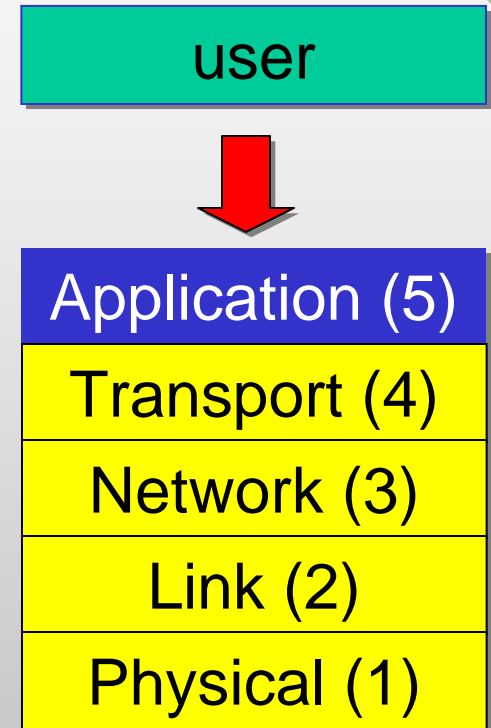 user
Application (5)
Transport (4)
Network (3)
Link (2)
Physical (1)